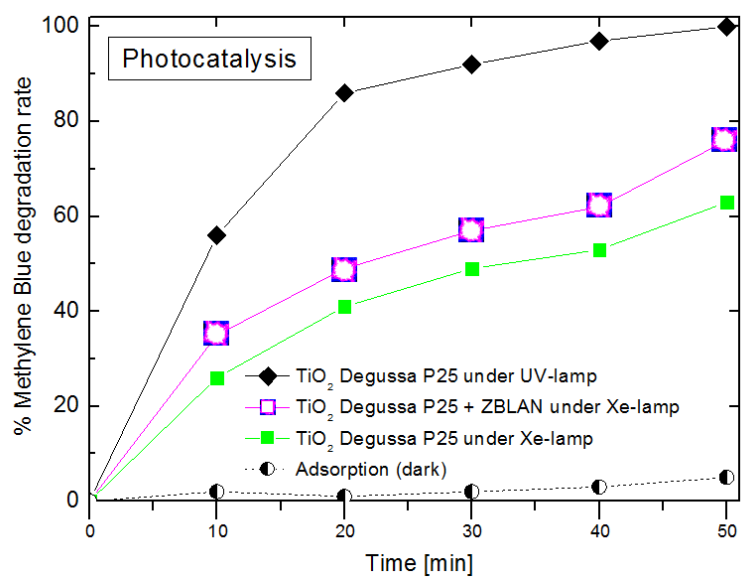 Photocatalysis
% Methylene Blue degradation rate
100
80
60
40
20
0
TiO2 Degussa P25 under UV-lamp
TiO2 Degussa P25 + ZBLAN under Xe-lamp
TiO2 Degussa P25 under Xe-lamp
Adsorption (dark)
0 10 20 30 40 50
Time [min]